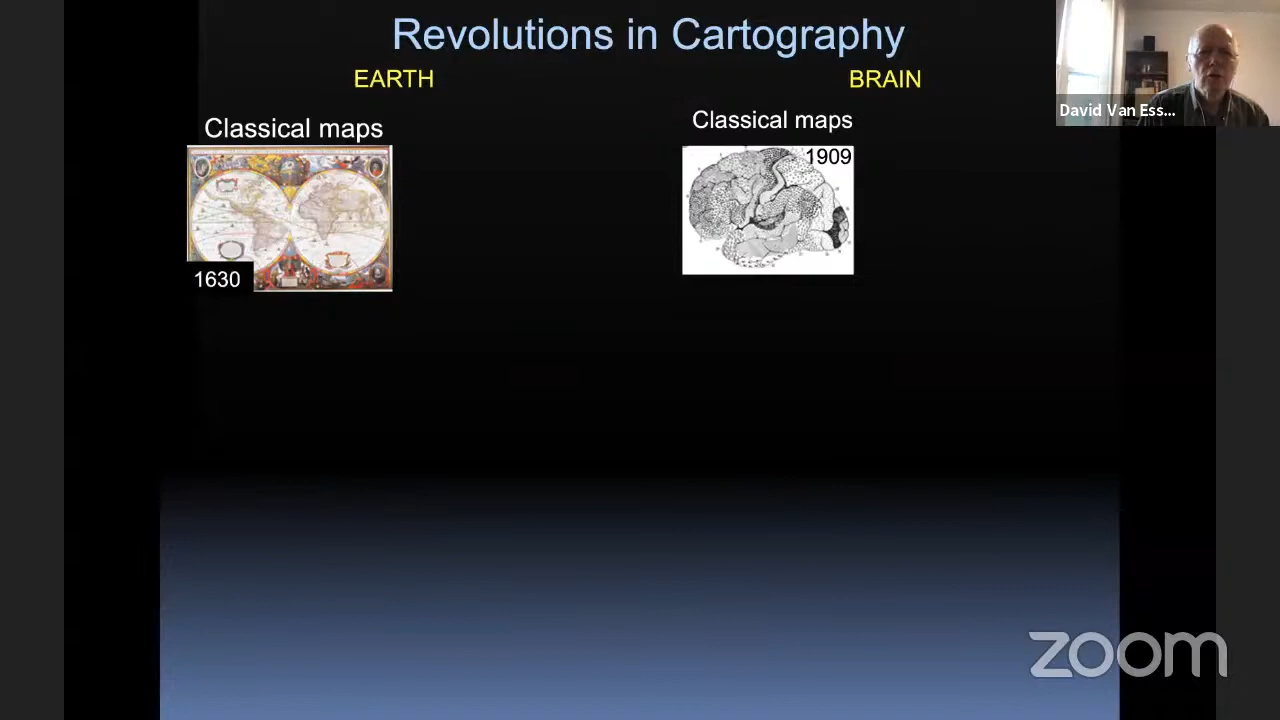 Revolutions in Cartography
EARTH
BRAIN
Classical maps
Classical maps
1630
1909
David Van Ess...
zoom